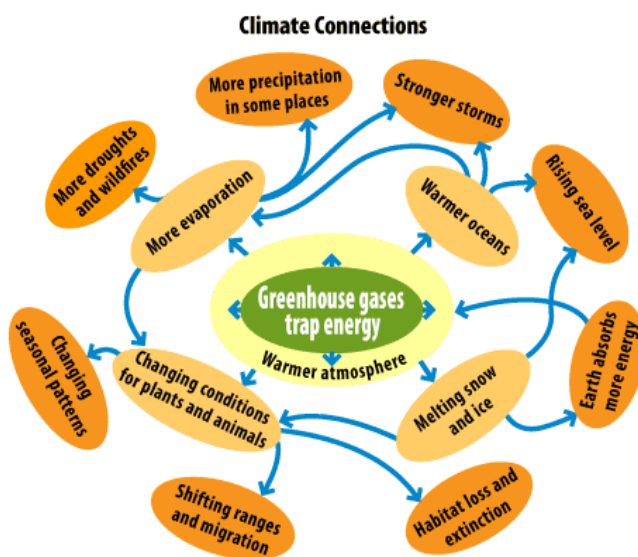 Climate Connections
More precipitation
in some places
Stronger storms
More droughts
and wildfires
More evaporation
Warmer oceans
Rising sea level
Greenhouse gases
trap energy
Warmer atmosphere
Changing
seasonal patterns
Changing conditions
for plants and animals
Melting snow
and ice
Earth absorbs
more energy
Shifting ranges
and migration
Habitat loss and
extinction